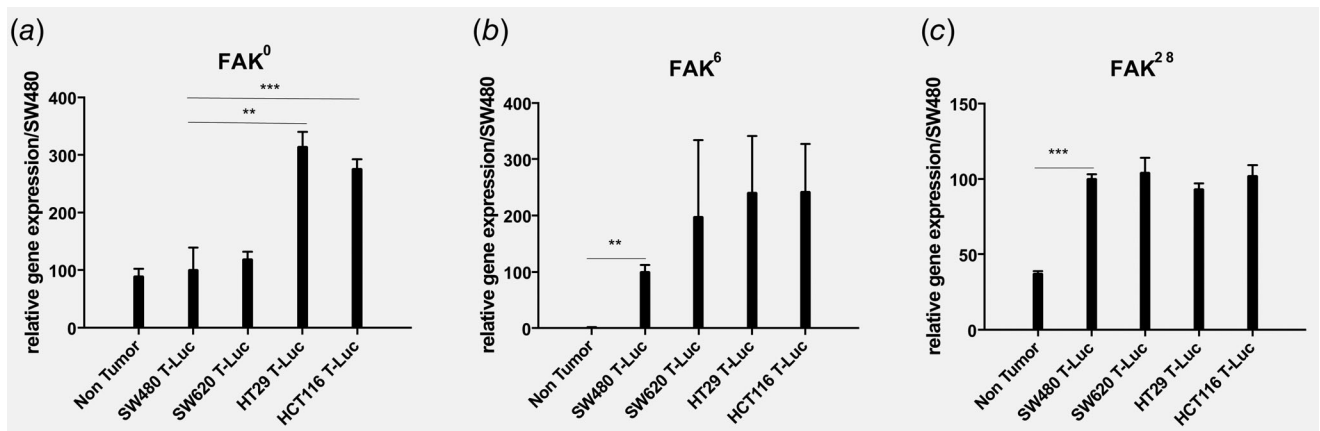 (a)
FAK⁰
relative gene expression/SW480
400
300
200
100
0
***
**
Non Tumor
SW480 T-Luc
SW620 T-Luc
HT29 T-Luc
HCT116 T-Luc
(b)
FAK⁶
relative gene expression/SW480
400
300
200
100
0
**
Non Tumor
SW480 T-Luc
SW620 T-Luc
HT29 T-Luc
HCT116 T-Luc
(c)
FAK²⁸
relative gene expression/SW480
150
100
50
0
***
Non Tumor
SW480 T-Luc
SW620 T-Luc
HT29 T-Luc
HCT116 T-Luc